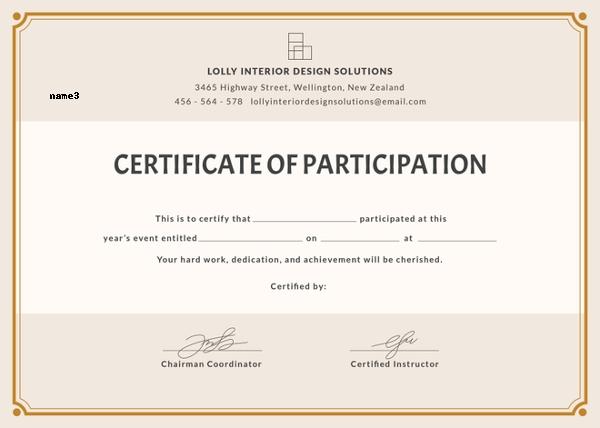 LOLLY INTERIOR DESIGN SOLUTIONS
3465 Highway Street, Wellington, New Zealand
name3
456 - 564 - 578 lollyinteriordesignsolutions@email.com
CERTIFICATE OF PARTICIPATION
This is to certify that ____________ participated at this
year's event entitled ____________ on __________ at __________
Your hard work, dedication, and achievement will be cherished.
Certified by:
Chairman Coordinator
Certified Instructor